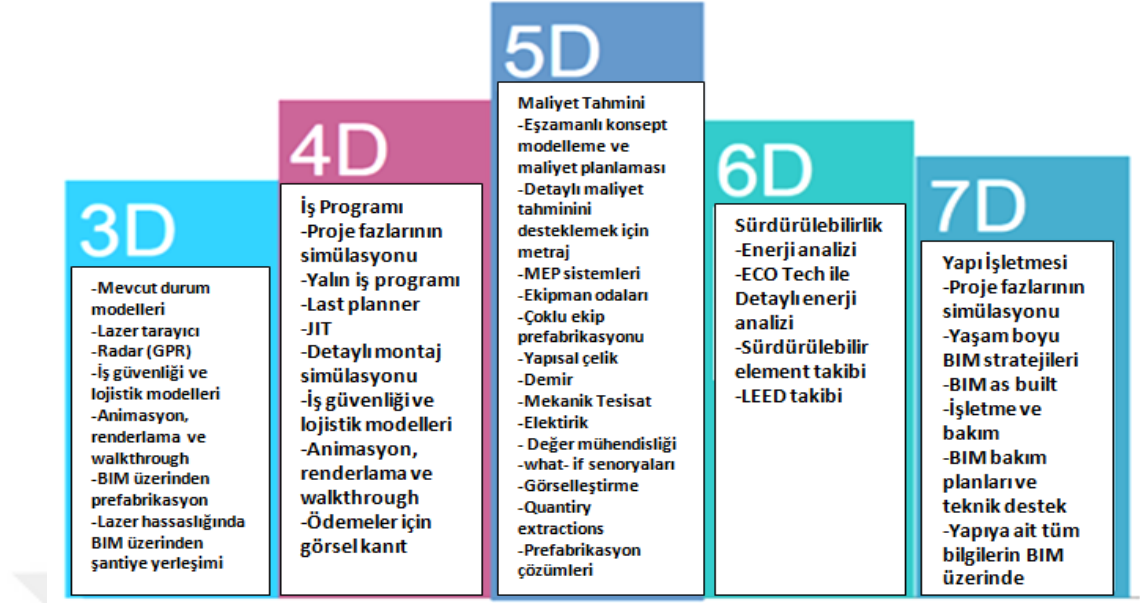 3D
-Mevcut durum
modelleri
-Lazer tarayıcı
-Radar (GPR)
-İş güvenliği ve
lojistik modelleri
-Animasyon,
renderlama ve
walkthrough
-BIM üzerinden
prefabrikasyon
-Lazer hassaslığında
BIM üzerinden
şantiye yerleşimi
4D
İş Programı
-Proje fazlarının
simülasyonu
-Yalın iş programı
-Last planner
-JIT
-Detaylı montaj
simülasyonu
-İş güvenliği ve
lojistik modelleri
-Animasyon,
renderlama ve
walkthrough
-Ödemeler için
görsel kanıt
5D
Maliyet Tahmini
-Eşzamanlı konsept
modelleme ve
maliyet planlaması
-Detaylı maliyet
tahminini
desteklemek için
metraj
-MEP sistemleri
-Ekipman odaları
-Çoklu ekip
prefabrikasyonu
-Yapısal çelik
-Demir
-Mekanik Tesisat
-Elektirik
- Değer mühendisliği
-what- if senoryaları
-Görselleştirme
-Quantiry
extractions
-Prefabrikasyon
çözümleri
6D
Sürdürülebilirlik
-Enerji analizi
-ECO Tech ile
Detaylı enerji
analizi
-Sürdürülebilir
element takibi
-LEED takibi
7D
Yapı İşletmesi
-Proje fazlarının
simülasyonu
-Yaşam boyu
BIM stratejileri
-BIM as built
-İşletme ve
bakım
-BIM bakım
planları ve
teknik destek
-Yapıya ait tüm
bilgilerin BIM
üzerinde